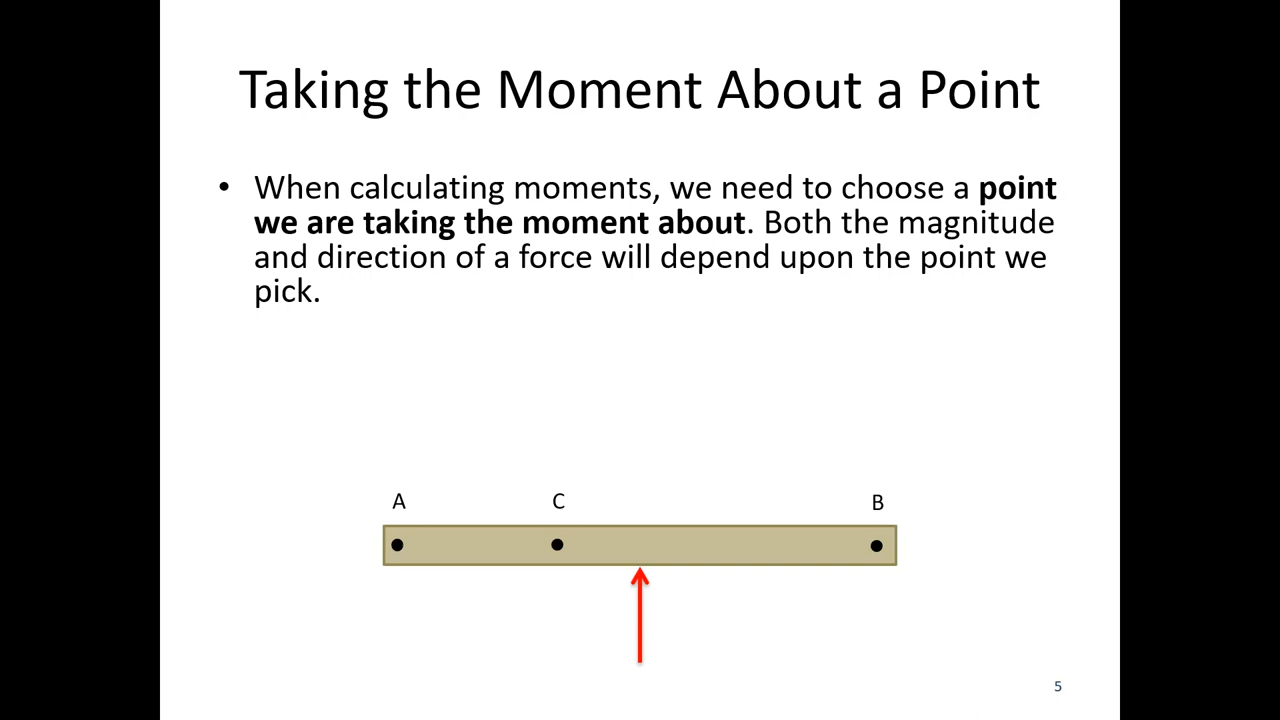 Taking the Moment About a Point
• When calculating moments, we need to choose a point
we are taking the moment about. Both the magnitude
and direction of a force will depend upon the point we
pick.
A C B
5